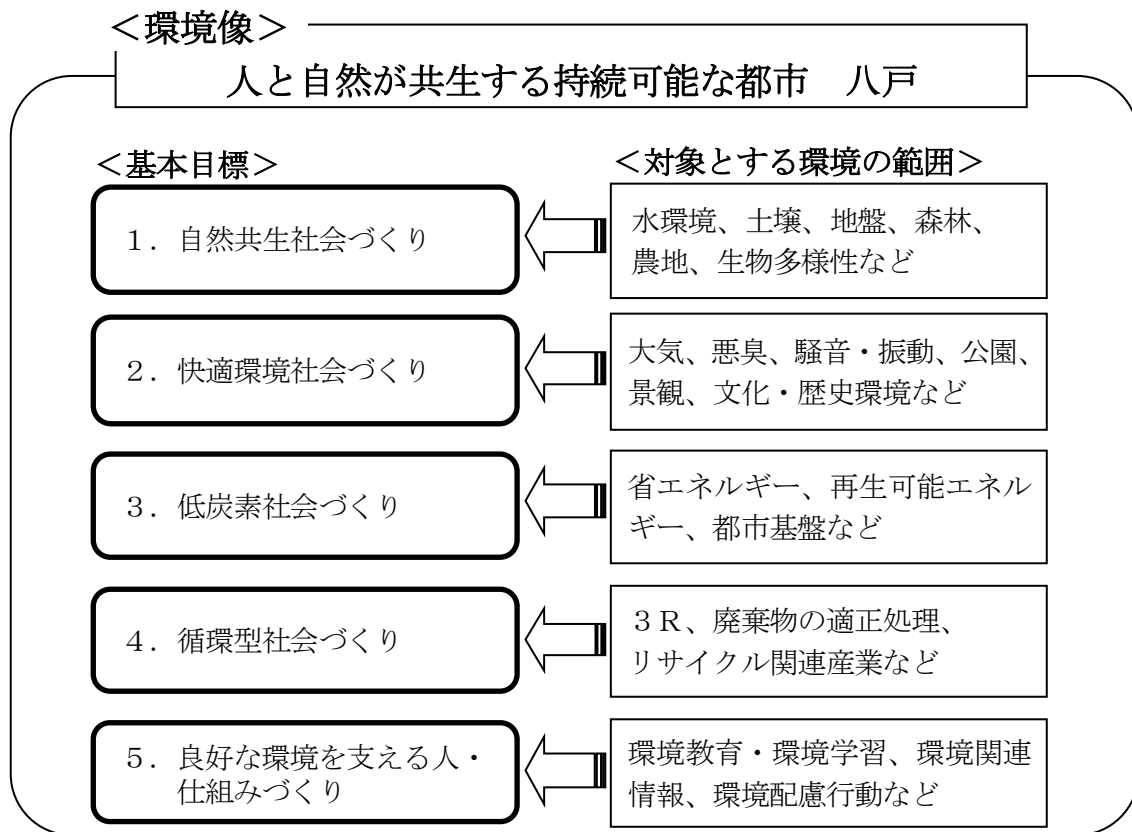 ＜環境像＞
人と自然が共生する持続可能な都市　八戸
＜基本目標＞
＜対象とする環境の範囲＞
１．自然共生社会づくり
水環境、土壌、地盤、森林、
農地、生物多様性など
２．快適環境社会づくり
大気、悪臭、騒音・振動、公園、
景観、文化・歴史環境など
３．低炭素社会づくり
省エネルギー、再生可能エネル
ギー、都市基盤など
４．循環型社会づくり
３Ｒ、廃棄物の適正処理、
リサイクル関連産業など
５．良好な環境を支える人・
仕組みづくり
環境教育・環境学習、環境関連
情報、環境配慮行動など